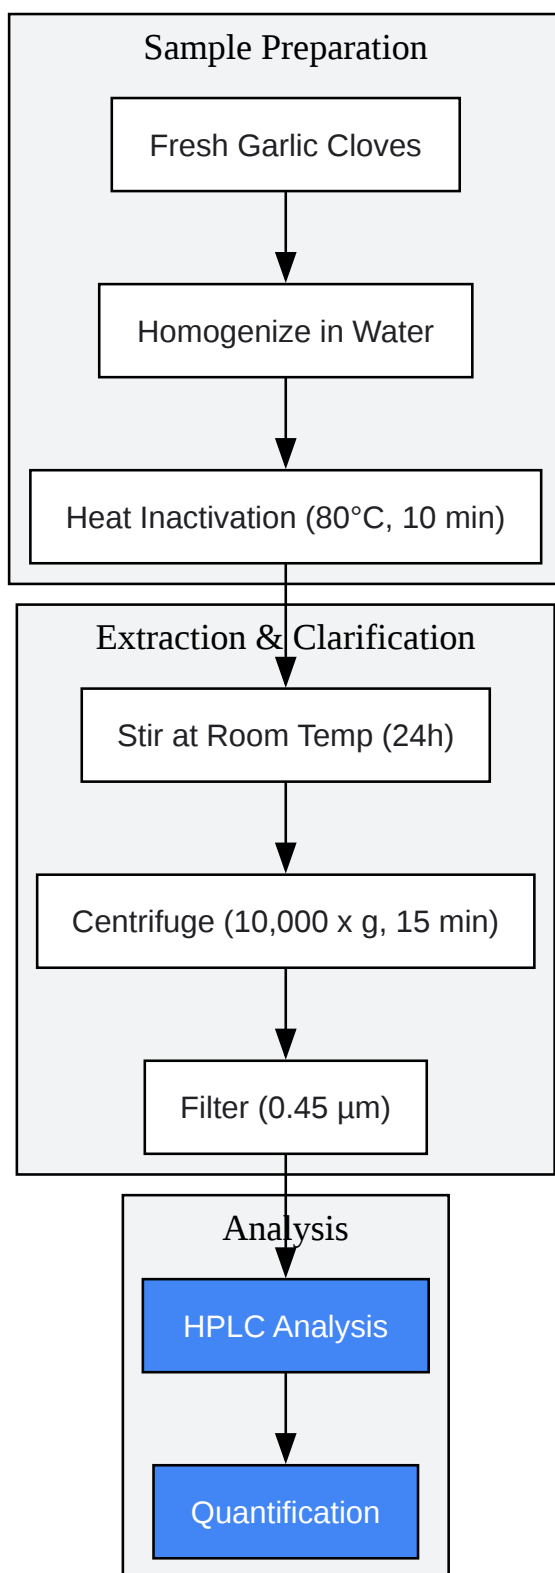 Sample Preparation
Fresh Garlic Cloves
Homogenize in Water
Heat Inactivation (80°C, 10 min)
Extraction & Clarification
Stir at Room Temp (24h)
Centrifuge (10,000 x g, 15 min)
Filter (0.45 µm)
Analysis
HPLC Analysis
Quantification